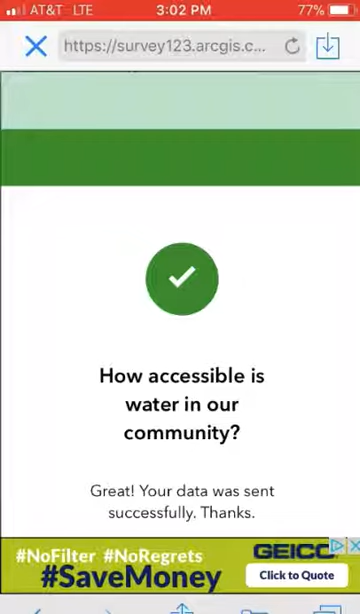 AT&T LTE 3:02 PM 77%
https://survey123.arcgis.c...
How accessible is
water in our
community?
Great! Your data was sent
successfully. Thanks.
#NoFilter #NoRegrets
#SaveMoney
GEICO
Click to Quote